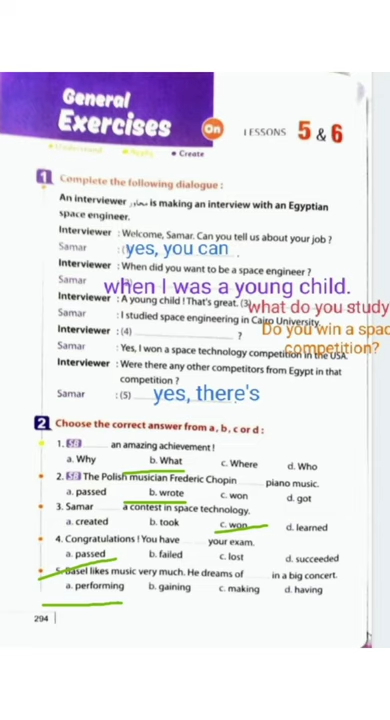 General
Exercises On LESSONS 5 & 6
• Understand • Apply • Create
1 Complete the following dialogue :
An interviewer محاور is making an interview with an Egyptian
space engineer.
Interviewer : Welcome, Samar. Can you tell us about your job ?
Samar : ( yes, you can .
Interviewer : When did you want to be a space engineer ?
Samar when I was a young child.
Interviewer : A young child ! That's great. (3) what do you study
Samar : I studied space engineering in Cairo University.
Interviewer : (4) ? Do you win a spac
competition?
Samar : Yes, I won a space technology competition in the USA.
Interviewer : Were there any other competitors from Egypt in that
competition ?
Samar : (5) yes, there's
2 Choose the correct answer from a, b, c or d :
1. SB an amazing achievement !
a. Why b. What c. Where d. Who
2. SB The Polish musician Frederic Chopin piano music.
a. passed b. wrote c. won d. got
3. Samar a contest in space technology.
a. created b. took c. won d. learned
4. Congratulations ! You have your exam.
a. passed b. failed c. lost d. succeeded
5. Basel likes music very much. He dreams of in a big concert.
a. performing b. gaining c. making d. having
294